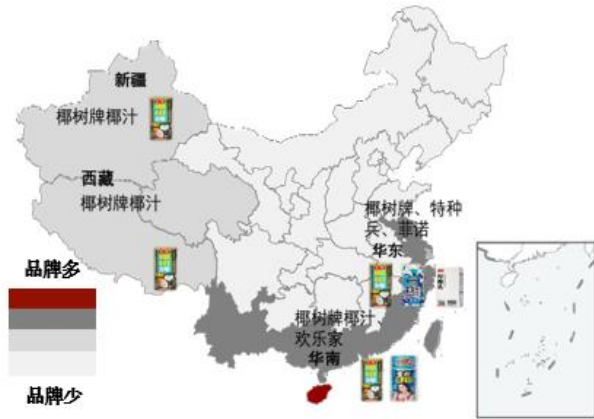 新疆
椰树牌椰汁
西藏
椰树牌椰汁
椰树牌、特种
兵、菲诺
华东
品牌多
椰树牌椰汁、
欢乐家
华南
品牌少